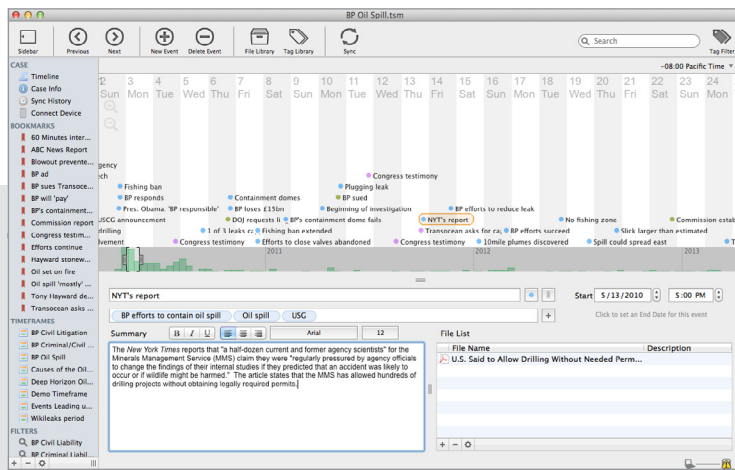 BP Oil Spill.tsm
Sidebar Previous Next New Event Delete Event File Library Tag Library Sync Search Tag Filter
-08:00 Pacific Time
CASE
Timeline
Case Info
Sync History
Connect Device
BOOKMARKS
60 Minutes inter...
ABC News Report
Blowout prevente...
BP ad
BP sues Transoce...
BP will 'pay'
BP's containment...
Commission report
Congress testim...
Efforts continue
Hayward stonew...
Oil set on fire
Oil spill 'mostly' ...
Tony Hayward de...
Transocean asks ...
TIMEFRAMES
BP Civil Litigation
BP Criminal/Civil ...
BP Oil Spill
Causes of the Oil...
Deep Horizon Oil...
Demo Timeframe
Events Leading u...
Wikileaks period
FILTERS
BP Civil Liability
BP Criminal Liabil...
2 3 4 5 6 7 8 9 10 11 12 13 14 15 16 17 18 19 20 21 22 23 24
Sun Mon Tue Wed Thu Fri Sat Sun Mon Tue Wed Thu Fri Sat Sun Mon Tue Wed Thu Fri Sat Sun Mon
Congress testimony
Fishing ban Plugging leak
BP responds Containment domes BP sued
Pres. Obama, 'BP responsible' BP loses £15bn Beginning of investigation BP efforts to reduce leak
USCG announcement DOJ requests li BP's containment dome fails NYT's report No fishing zone Commission estab
drilling 1 of 3 leaks ca Fishing ban extended Transocean asks for ca BP efforts succeed Slick larger than estimated
vement Congress testimony Efforts to close valves abandoned Congress testimony 10mile plumes discovered Spill could spread east
2011 2012 2013
NYT's report
Start 5/13/2010 5:00 PM
BP efforts to contain oil spill Oil spill USG
Click to set an End Date for this event
Summary B I U Arial 12
File List
The New York Times reports that "a half-dozen current and former agency scientists" for the
Minerals Management Service (MMS) claim they were "regularly pressured by agency officials
to change the findings of their internal studies if they predicted that an accident was likely to
occur or if wildlife might be harmed." The article states that the MMS has allowed hundreds of
drilling projects without obtaining legally required permits.
File Name Description
U.S. Said to Allow Drilling Without Needed Perm...